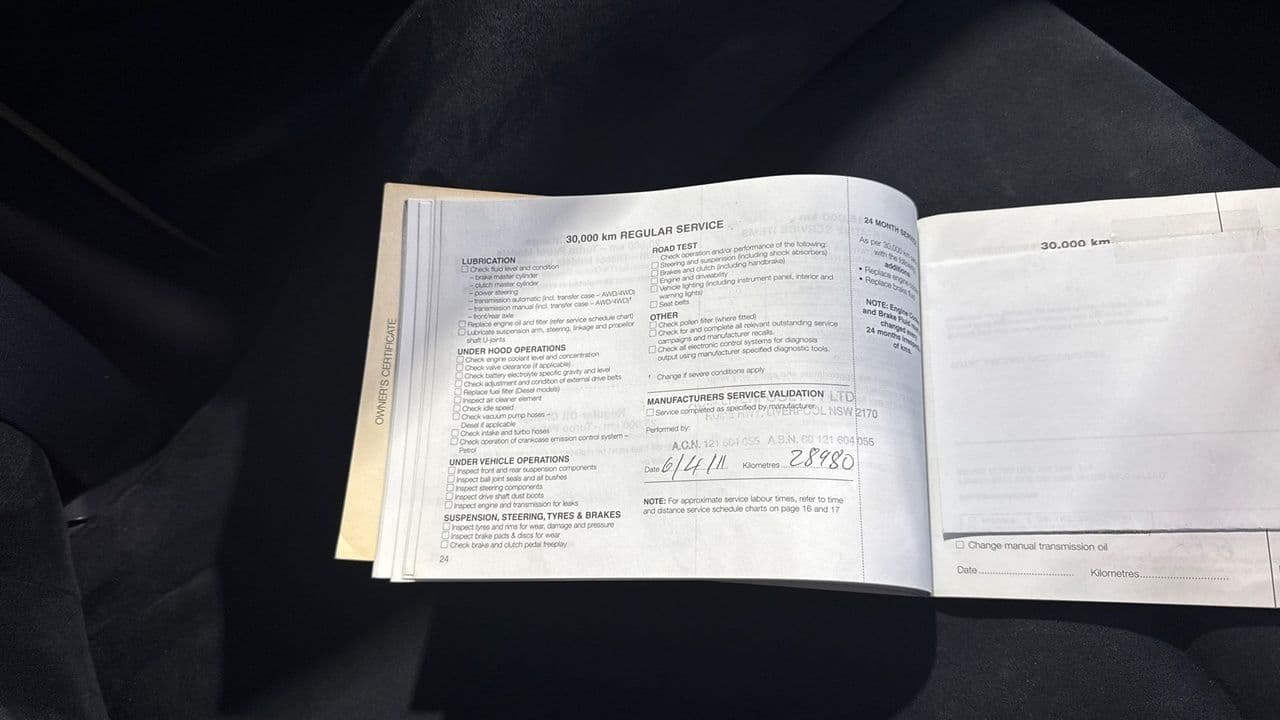 OWNER'S CERTIFICATE
30,000 km REGULAR SERVICE
LUBRICATION
☐ Check fluid level and condition
– brake master cylinder
– clutch master cylinder
– power steering
– transmission automatic (incl. transfer case – AWD/4WD)
– transmission manual (incl. transfer case – AWD/4WD)†
– front/rear axle
☐ Replace engine oil and filter (refer service schedule chart)
☐ Lubricate suspension arm, steering, linkage and propellor
shaft U-joints
UNDER HOOD OPERATIONS
☐ Check engine coolant level and concentration
☐ Check valve clearance (if applicable)
☐ Check battery electrolyte specific gravity and level
☐ Check adjustment and condition of external drive belts
☐ Replace fuel filter (Diesel models)
☐ Inspect air cleaner element
☐ Check idle speed
☐ Check vacuum pump hoses –
Diesel if applicable
☐ Check intake and turbo hoses
☐ Check operation of crankcase emission control system –
Petrol
UNDER VEHICLE OPERATIONS
☐ Inspect front and rear suspension components
☐ Inspect ball joint seals and all bushes
☐ Inspect steering components
☐ Inspect drive shaft dust boots
☐ Inspect engine and transmission for leaks
SUSPENSION, STEERING, TYRES & BRAKES
☐ Inspect tyres and rims for wear, damage and pressure
☐ Inspect brake pads & discs for wear
☐ Check brake and clutch pedal freeplay
24
ROAD TEST
Check operation and/or performance of the following:
☐ Steering and suspension (including shock absorbers)
☐ Brakes and clutch (including handbrake)
☐ Engine and driveability
☐ Vehicle lighting (including instrument panel, interior and
warning lights)
☐ Seat belts
OTHER
☐ Check pollen filter (where fitted)
☐ Check for and complete all relevant outstanding service
campaigns and manufacturer recalls.
☐ Check all electronic control systems for diagnosis
output using manufacturer specified diagnostic tools.
† Change if severe conditions apply
MANUFACTURERS SERVICE VALIDATION
LTD
☐ Service completed as specified by manufacturer
LIVERPOOL NSW 2170
Performed by:
A.C.N. 121 604 055 A.B.N. 60 121 604 055
Date 6/4/11 Kilometres... 28980
NOTE: For approximate service labour times, refer to time
and distance service schedule charts on page 16 and 17
24 MONTH
As per 30,000 km
with the
additions
• Replace engine
• Replace brake
NOTE: Engine
and Brake
changed
24 months
of kms.
30,000 km
☐ Change manual transmission oil
Date.............................. Kilometres..............................